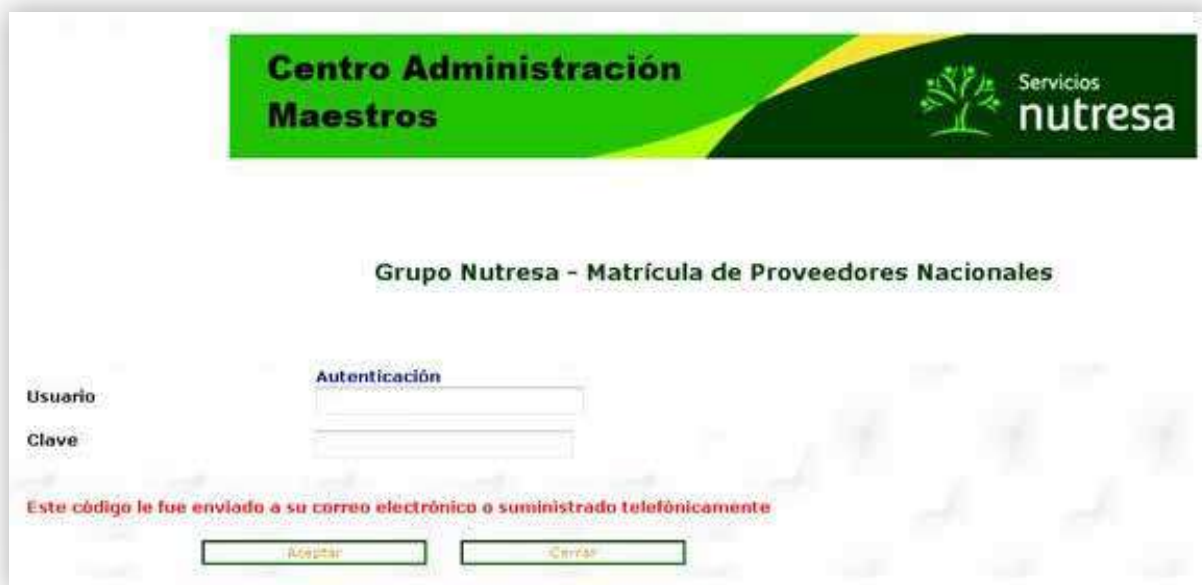 Centro Administración
Maestros
Servicios
nutresa
Grupo Nutresa - Matrícula de Proveedores Nacionales
Autenticación
Usuario
Clave
Este código le fue enviado a su correo electrónico o suministrado telefónicamente
Aceptar
Cerrar